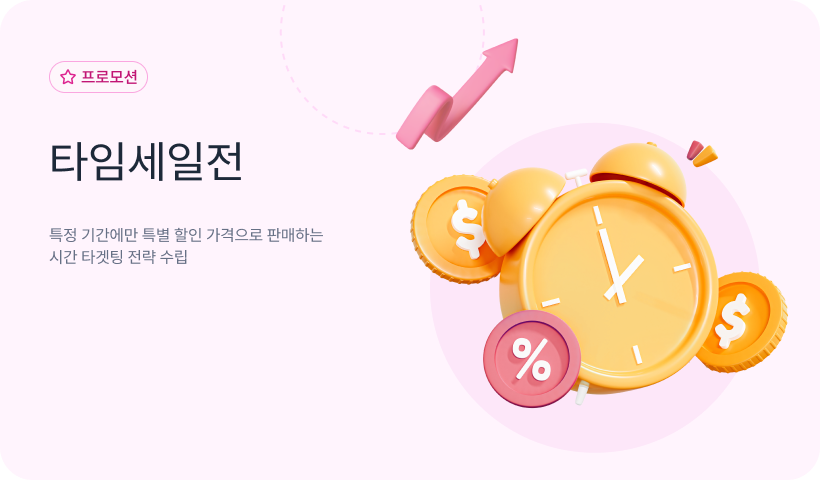 프로모션
타임세일전
특정 기간에만 특별 할인 가격으로 판매하는
시간 타겟팅 전략 수립
$
$
%